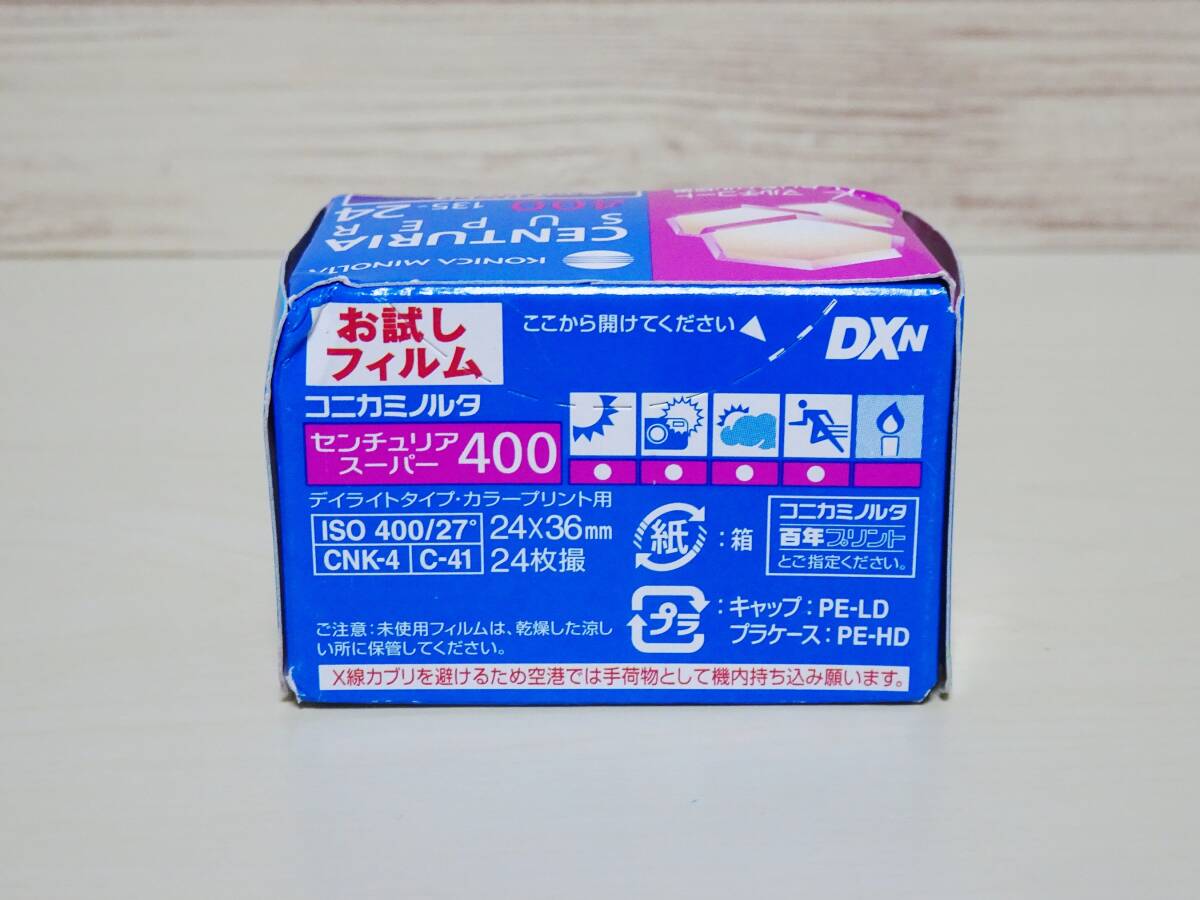 KONICA MINOLTA
CENTURIA
SUPER
400 135-24
マルチコート
お試し
フィルム
ここから開けてください
DXN
コニカミノルタ
センチュリア
スーパー 400
デイライトタイプ・カラープリント用
ISO 400/27° 24X36mm
CNK-4 C-41 24枚撮
紙 :箱
コニカミノルタ
百年プリント
とご指定ください。
プラ :キャップ:PE-LD
プラケース:PE-HD
ご注意:未使用フィルムは、乾燥した涼し
い所に保管してください。
X線カブリを避けるため空港では手荷物として機内持ち込み願います。